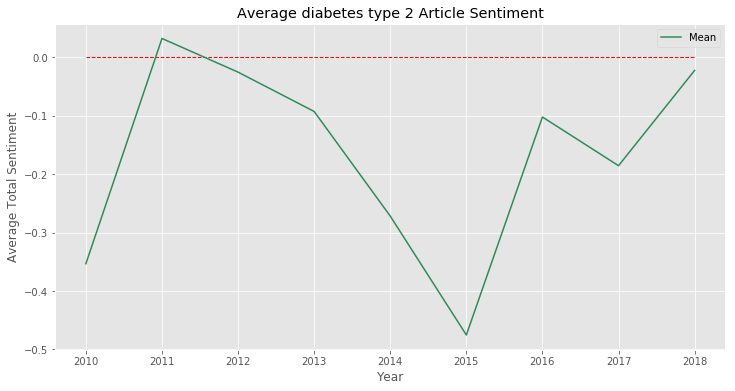 Average diabetes type 2 Article Sentiment
Mean
0.0
−0.1
−0.2
−0.3
−0.4
−0.5
Average Total Sentiment
2010 2011 2012 2013 2014 2015 2016 2017 2018
Year